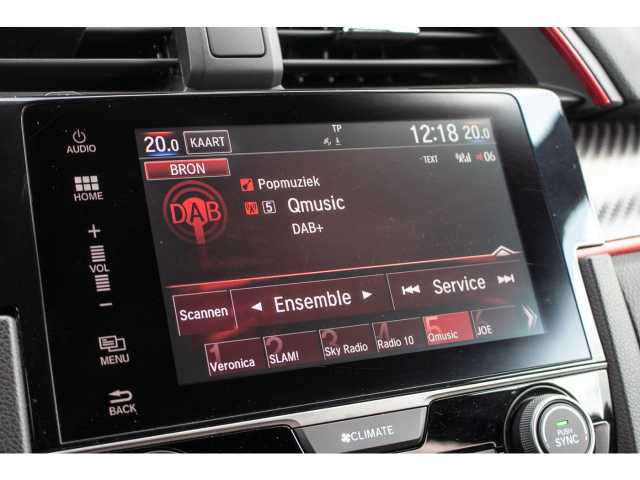 AUDIO
HOME
+
VOL
-
MENU
BACK
20.0 KAART TP 12:18 20.0
BRON TEXT 06
Popmuziek
DAB 5 Qmusic
DAB+
Scannen Ensemble Service
1 Veronica 2 SLAM! 3 Sky Radio 4 Radio 10 5 Qmusic 6 JOE
CLIMATE
PUSH SYNC